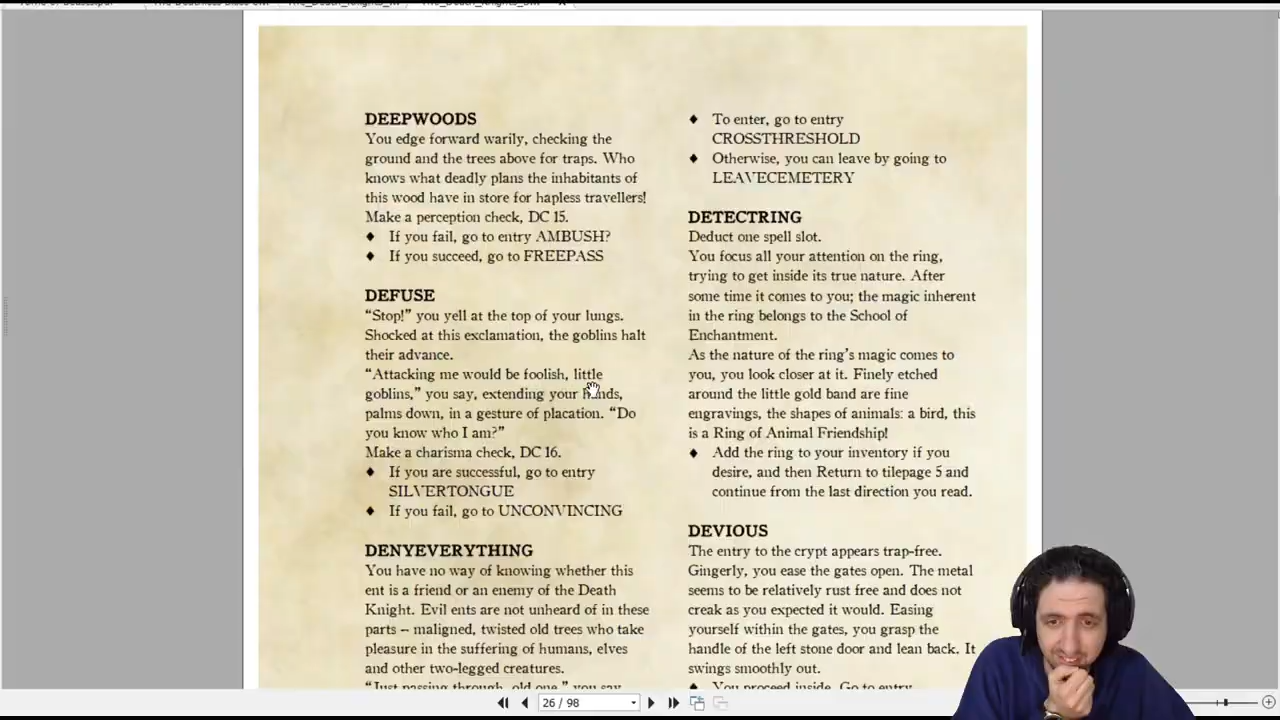 DEEPWOODS
You edge forward warily, checking the
ground and the trees above for traps. Who
knows what deadly plans the inhabitants of
this wood have in store for hapless travellers!
Make a perception check, DC 15.
♦ If you fail, go to entry AMBUSH?
♦ If you succeed, go to FREEPASS
DEFUSE
“Stop!” you yell at the top of your lungs.
Shocked at this exclamation, the goblins halt
their advance.
“Attacking me would be foolish, little
goblins,” you say, extending your hands,
palms down, in a gesture of placation. “Do
you know who I am?”
Make a charisma check, DC 16.
♦ If you are successful, go to entry
SILVERTONGUE
♦ If you fail, go to UNCONVINCING
DENYEVERYTHING
You have no way of knowing whether this
ent is a friend or an enemy of the Death
Knight. Evil ents are not unheard of in these
parts – maligned, twisted old trees who take
pleasure in the suffering of humans, elves
and other two-legged creatures.
“Just passing through, old one,” you say
♦ To enter, go to entry
CROSSTHRESHOLD
♦ Otherwise, you can leave by going to
LEAVECEMETERY
DETECTRING
Deduct one spell slot.
You focus all your attention on the ring,
trying to get inside its true nature. After
some time it comes to you; the magic inherent
in the ring belongs to the School of
Enchantment.
As the nature of the ring’s magic comes to
you, you look closer at it. Finely etched
around the little gold band are fine
engravings, the shapes of animals: a bird, this
is a Ring of Animal Friendship!
♦ Add the ring to your inventory if you
desire, and then Return to tilepage 5 and
continue from the last direction you read.
DEVIOUS
The entry to the crypt appears trap-free.
Gingerly, you ease the gates open. The metal
seems to be relatively rust free and does not
creak as you expected it would. Easing
yourself within the gates, you grasp the
handle of the left stone door and lean back. It
swings smoothly out.
♦ You proceed inside. Go to entry
26 / 98